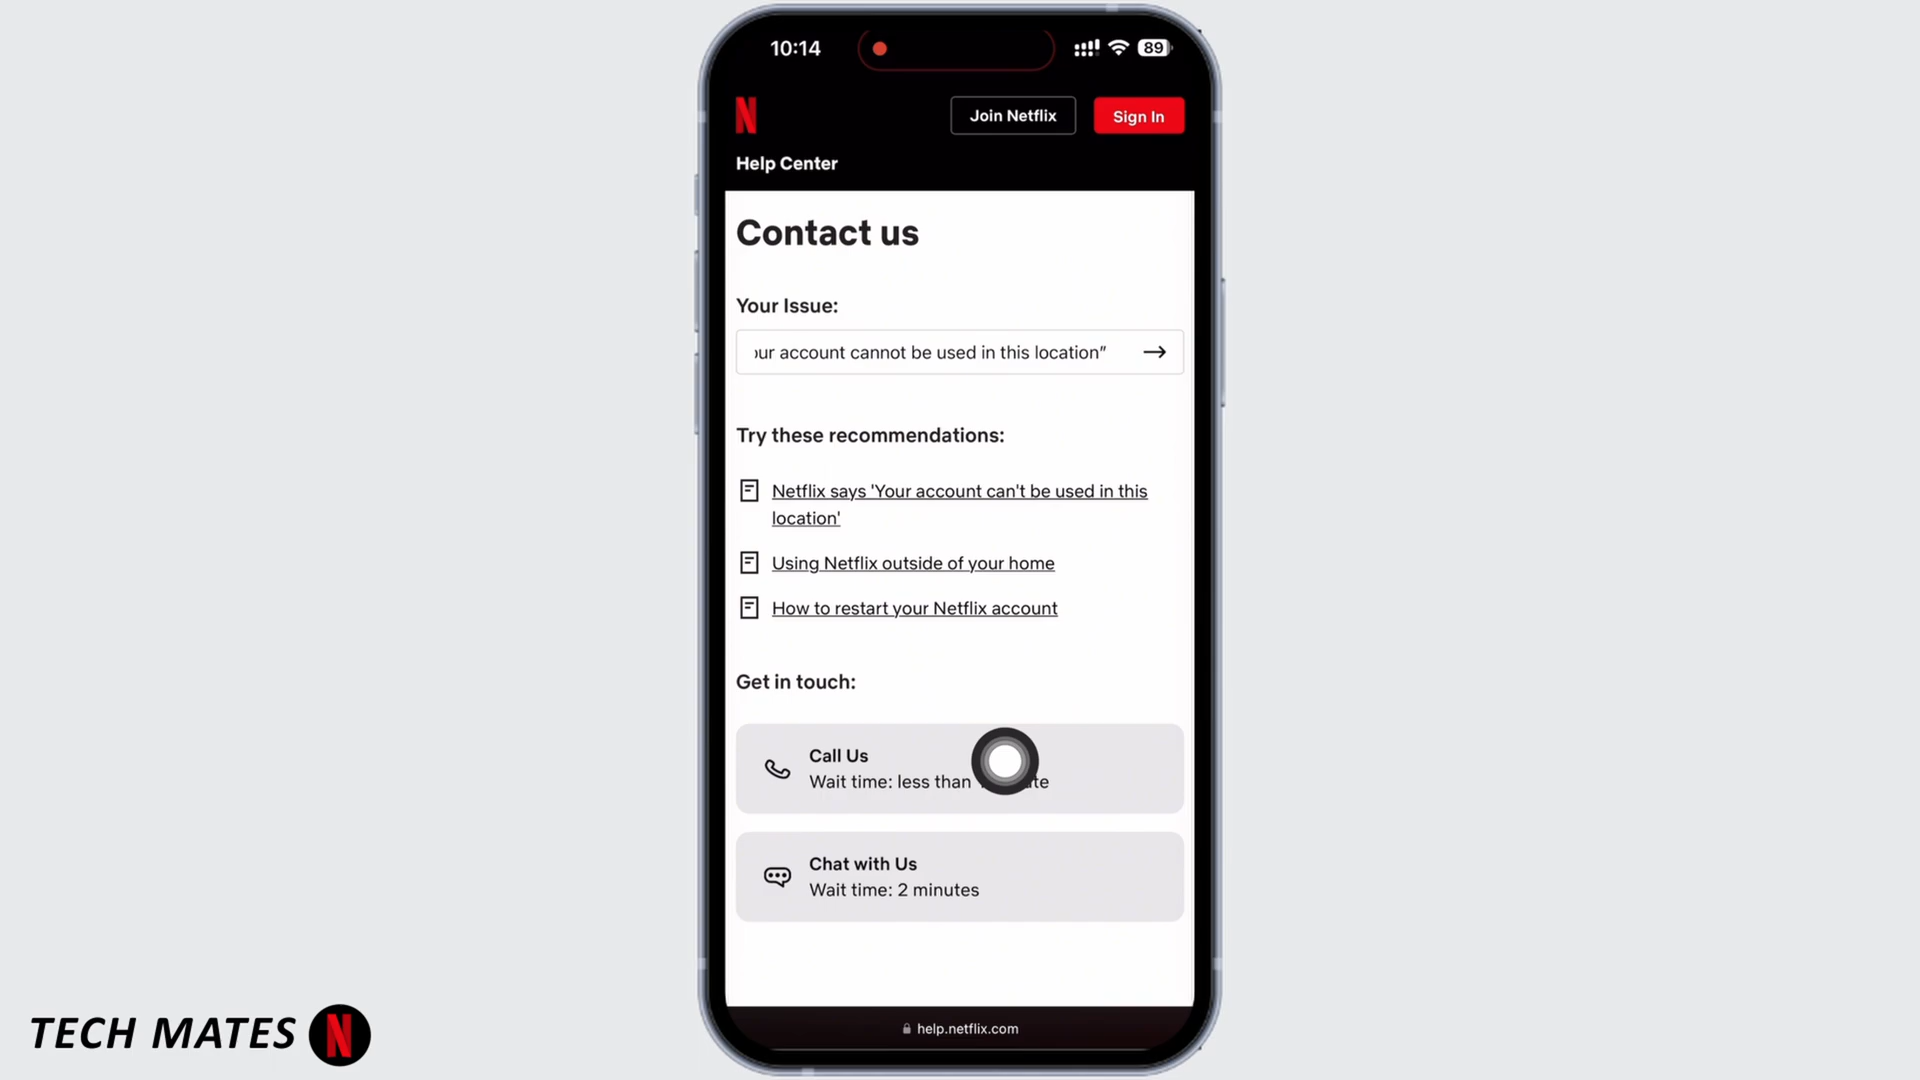 10:14
89
N
Join Netflix
Sign In
Help Center
Contact us
Your Issue:
our account cannot be used in this location”
Try these recommendations:
Netflix says 'Your account can't be used in this
location'
Using Netflix outside of your home
How to restart your Netflix account
Get in touch:
Call Us
Wait time: less than
Chat with Us
Wait time: 2 minutes
help.netflix.com
TECH MATES N